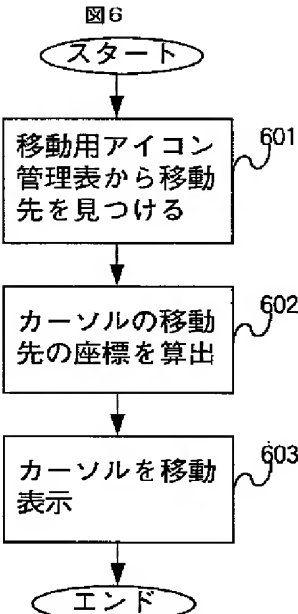 図6
スタート
移動用アイコン
管理表から移動
先を見つける
601
カーソルの移動
先の座標を算出
602
カーソルを移動
表示
603
エンド